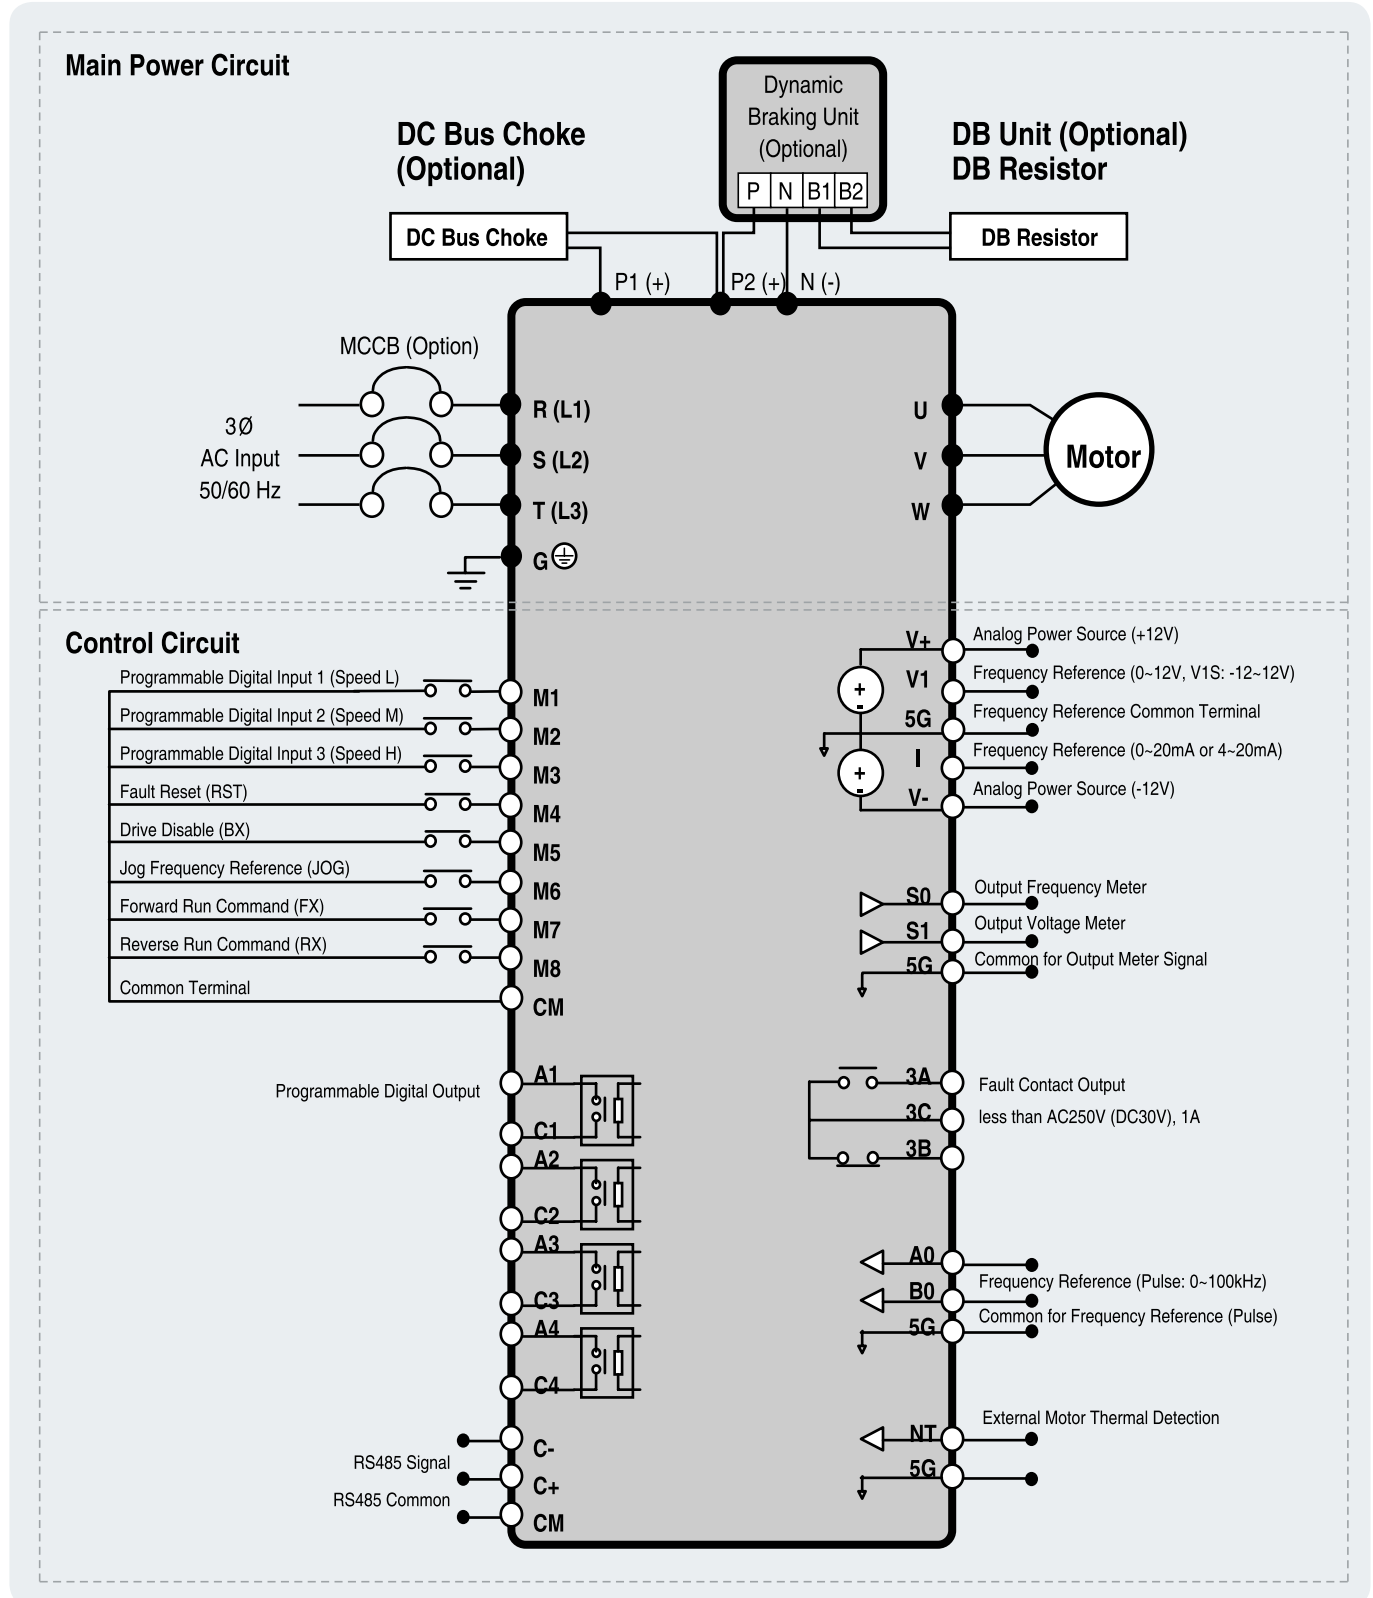 Main Power Circuit
Dynamic
Braking Unit
(Optional)
P N B1 B2
DC Bus Choke
(Optional)
DB Unit (Optional)
DB Resistor
DC Bus Choke
DB Resistor
P1 (+)
P2 (+)
N (-)
MCCB (Option)
3Ø
AC Input
50/60 Hz
R (L1)
S (L2)
T (L3)
G
U
V
W
Motor
Control Circuit
Programmable Digital Input 1 (Speed L)
M1
Programmable Digital Input 2 (Speed M)
M2
Programmable Digital Input 3 (Speed H)
M3
Fault Reset (RST)
M4
Drive Disable (BX)
M5
Jog Frequency Reference (JOG)
M6
Forward Run Command (FX)
M7
Reverse Run Command (RX)
M8
Common Terminal
CM
V+
Analog Power Source (+12V)
+
-
V1
Frequency Reference (0~12V, V1S: -12~12V)
5G
Frequency Reference Common Terminal
I
Frequency Reference (0~20mA or 4~20mA)
+
-
V-
Analog Power Source (-12V)
S0
Output Frequency Meter
S1
Output Voltage Meter
5G
Common for Output Meter Signal
Programmable Digital Output
A1
C1
A2
C2
A3
C3
A4
C4
3A
Fault Contact Output
3C
less than AC250V (DC30V), 1A
3B
A0
Frequency Reference (Pulse: 0~100kHz)
B0
Common for Frequency Reference (Pulse)
5G
External Motor Thermal Detection
NT
5G
C-
RS485 Signal
C+
RS485 Common
CM